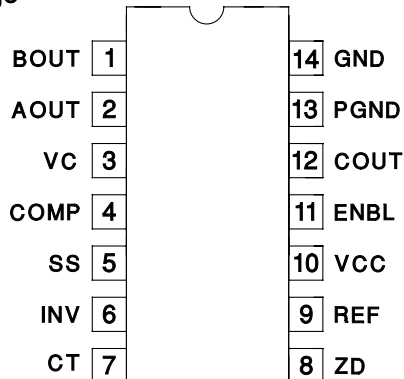 BOUT 1 14 GND
AOUT 2 13 PGND
VC 3 12 COUT
COMP 4 11 ENBL
SS 5 10 VCC
INV 6 9 REF
CT 7 8 ZD